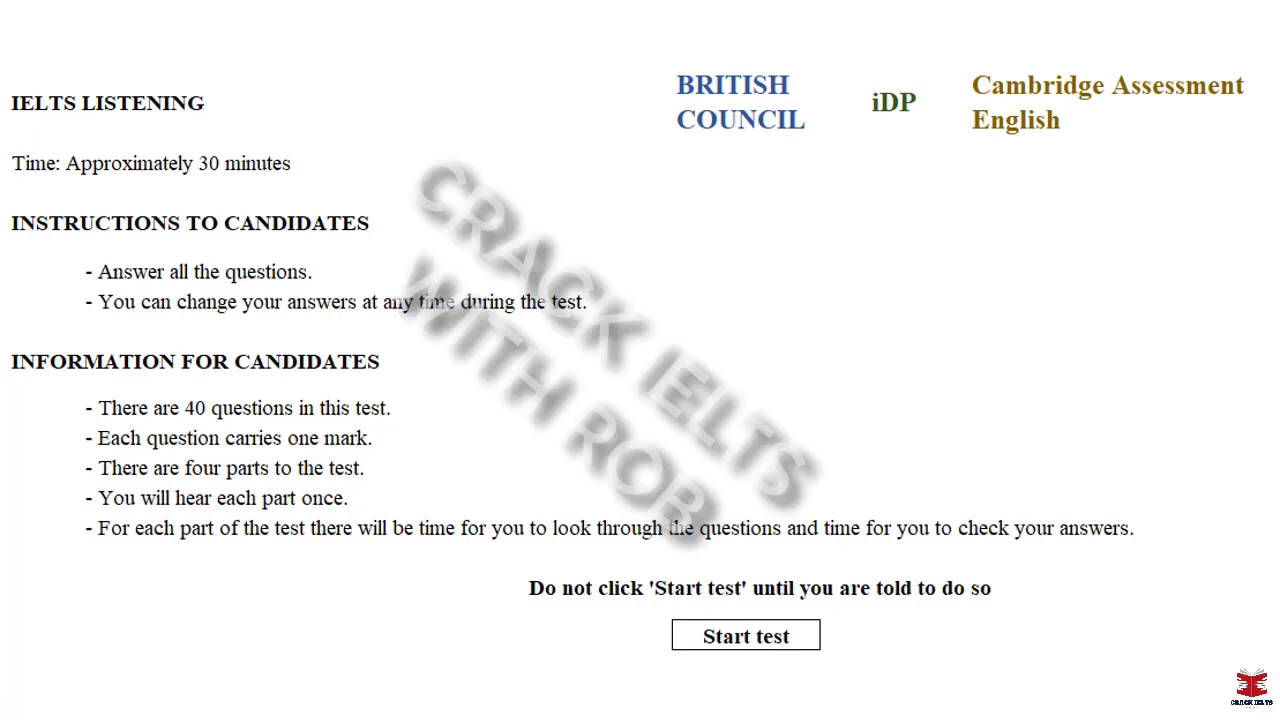 BRITISH
COUNCIL
iDP
Cambridge Assessment
English
IELTS LISTENING
Time: Approximately 30 minutes
INSTRUCTIONS TO CANDIDATES
- Answer all the questions.
- You can change your answers at any time during the test.
INFORMATION FOR CANDIDATES
- There are 40 questions in this test.
- Each question carries one mark.
- There are four parts to the test.
- You will hear each part once.
- For each part of the test there will be time for you to look through the questions and time for you to check your answers.
Do not click 'Start test' until you are told to do so
Start test
CRACK IELTS
WITH ROB
CRACK IELTS